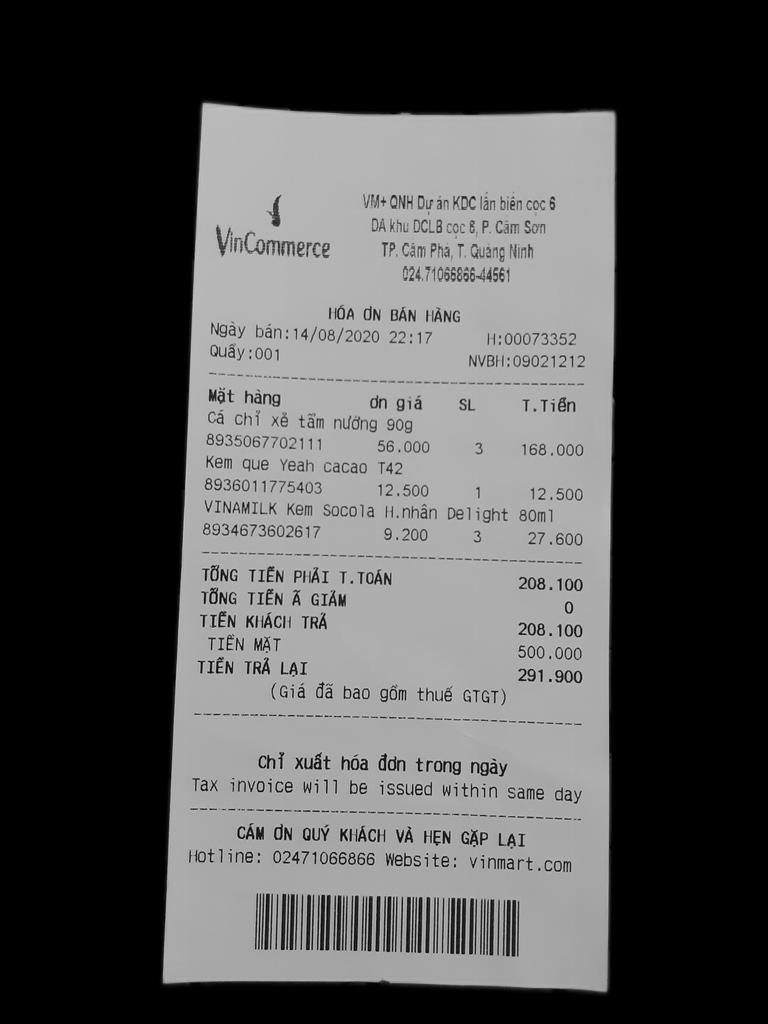 VinCommerce
VM+ QNH Dự án KDC lấn biển cọc 6
DA khu DCLB cọc 6, P. Cẩm Sơn
TP. Cẩm Phả, T. Quảng Ninh
024.71066866-44561
HÓA ƠN BÁN HÀNG
Ngày bán:14/08/2020 22:17 H:00073352
Quầy:001 NVBH:09021212
Mặt hàng ơn giá SL T.Tiền
Cá chỉ xẻ tẩm nướng 90g
8935067702111 56.000 3 168.000
Kem que Yeah cacao T42
8936011775403 12.500 1 12.500
VINAMILK Kem Socola H.nhân Delight 80ml
8934673602617 9.200 3 27.600
TỔNG TIỀN PHẢI T.TOÁN 208.100
TỔNG TIỀN Ã GIẢM 0
TIỀN KHÁCH TRẢ 208.100
TIỀN MẶT 500.000
TIỀN TRẢ LẠI 291.900
(Giá đã bao gồm thuế GTGT)
Chỉ xuất hóa đơn trong ngày
Tax invoice will be issued within same day
CẢM ƠN QUÝ KHÁCH VÀ HẸN GẶP LẠI
Hotline: 02471066866 Website: vinmart.com